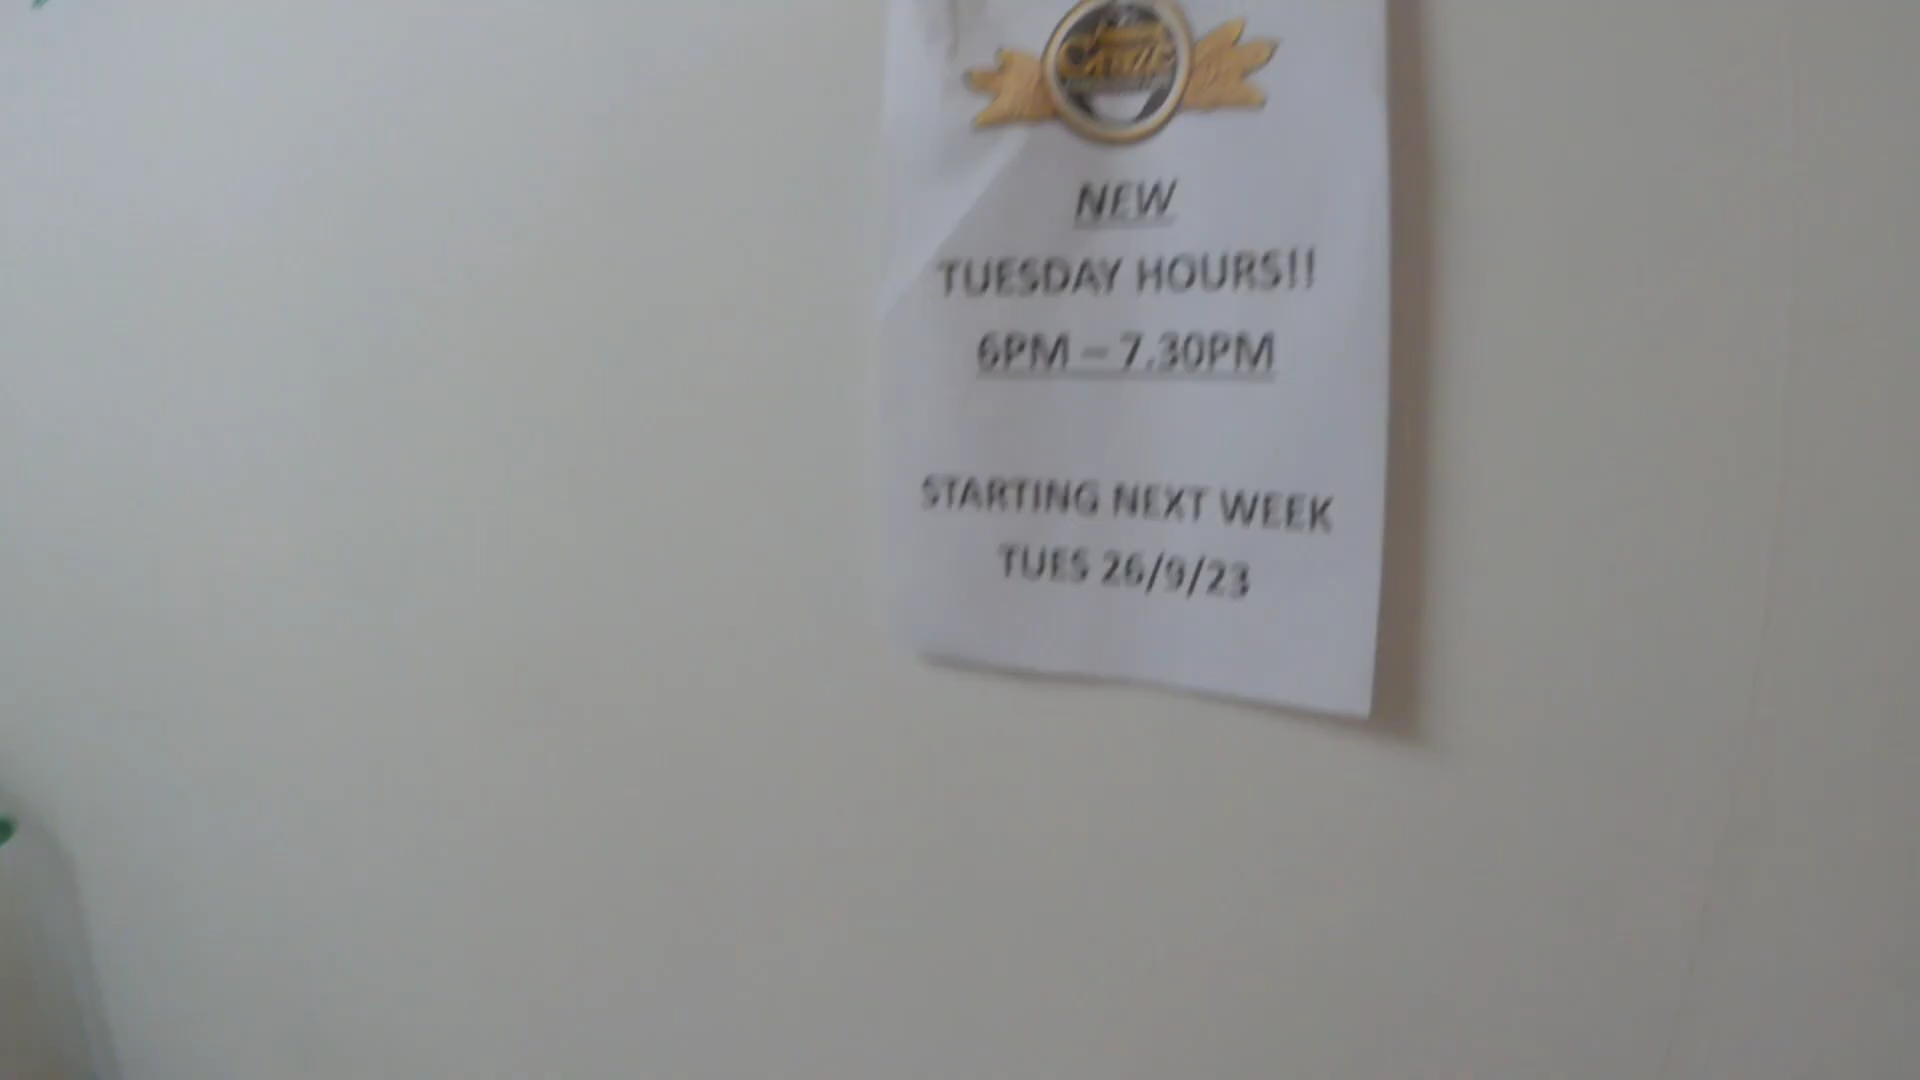 NEW
TUESDAY HOURS!!
6PM – 7.30PM
STARTING NEXT WEEK
TUES 26/9/23